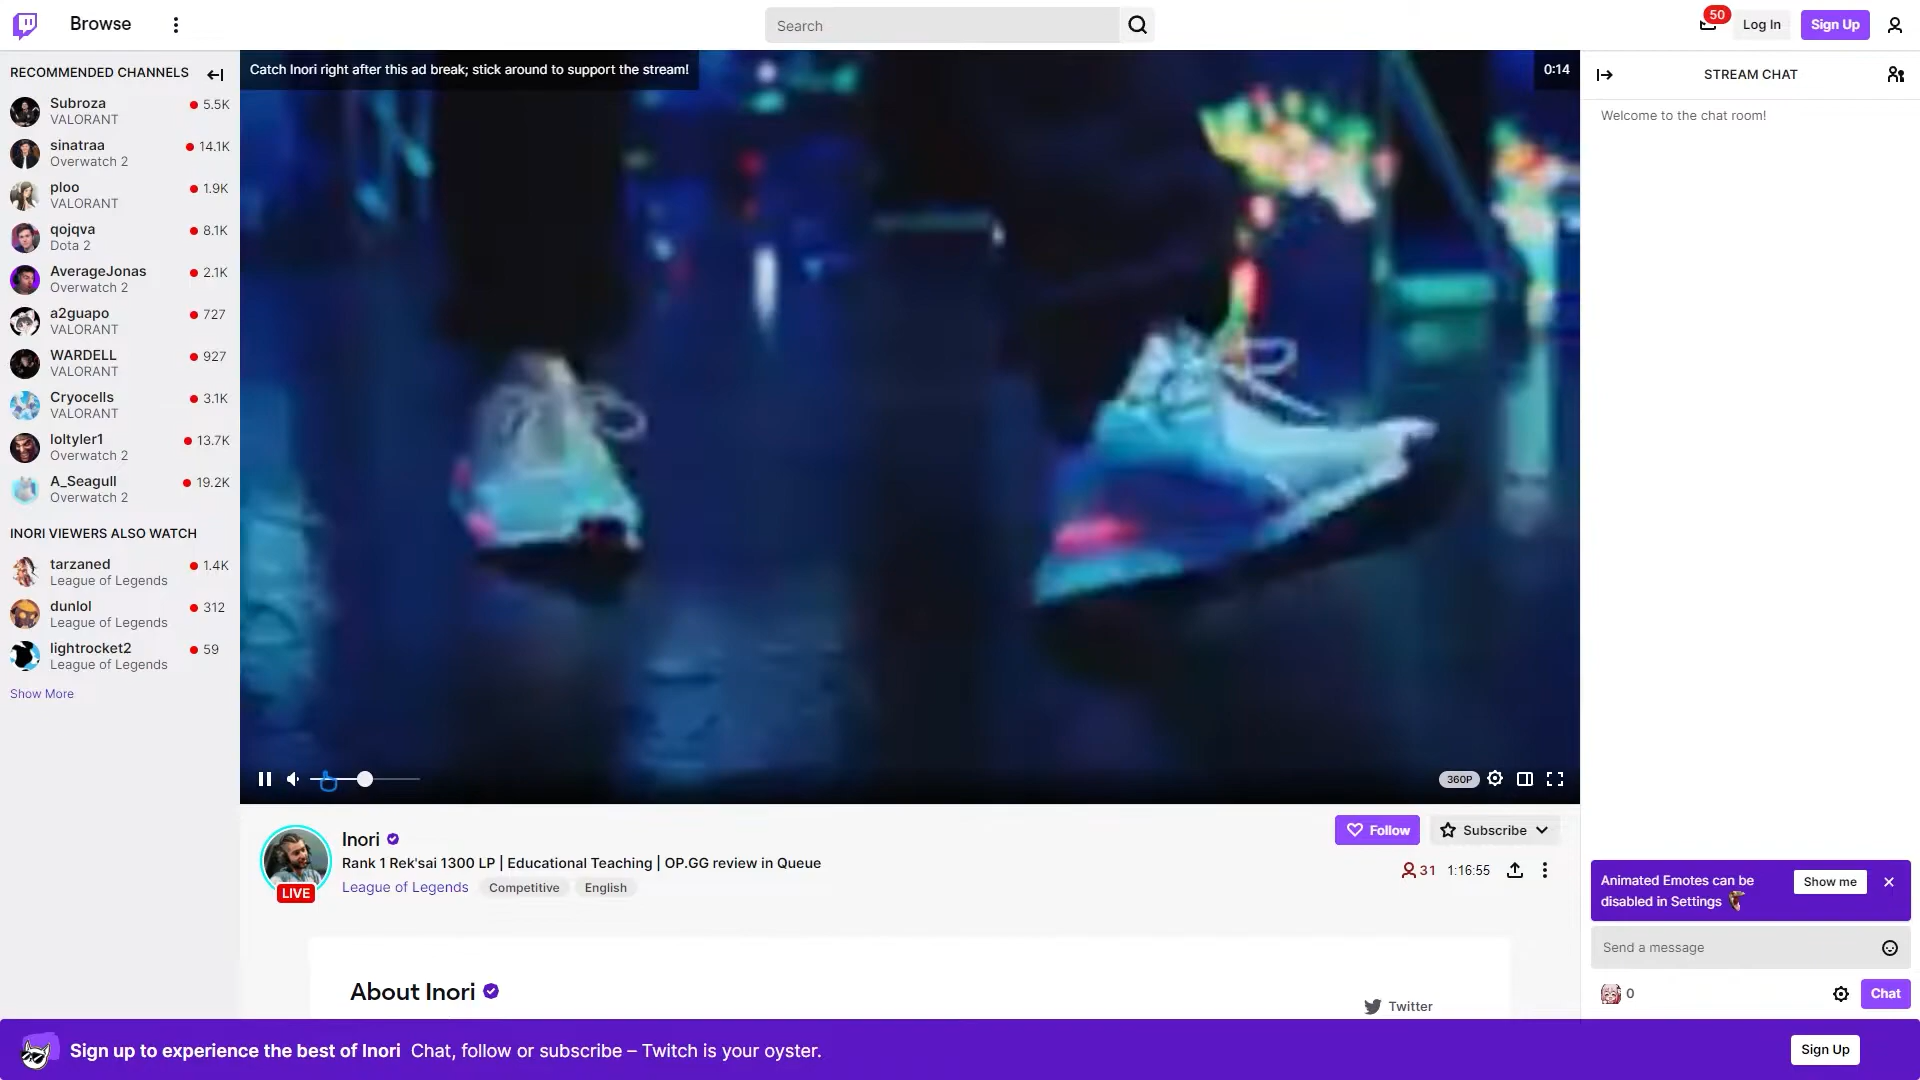 Browse
Search
50
Log In
Sign Up
RECOMMENDED CHANNELS
Subroza
VALORANT
5.5K
sinatraa
Overwatch 2
14.1K
ploo
VALORANT
1.9K
qojqva
Dota 2
8.1K
AverageJonas
Overwatch 2
2.1K
a2guapo
VALORANT
727
WARDELL
VALORANT
927
Cryocells
VALORANT
3.1K
loltyler1
Overwatch 2
13.7K
A_Seagull
Overwatch 2
19.2K
INORI VIEWERS ALSO WATCH
tarzaned
League of Legends
1.4K
dunlol
League of Legends
312
lightrocket2
League of Legends
59
Show More
Catch Inori right after this ad break; stick around to support the stream!
0:14
360P
Inori
Rank 1 Rek'sai 1300 LP | Educational Teaching | OP.GG review in Queue
League of Legends Competitive English
LIVE
Follow
Subscribe
31 1:16:55
About Inori
Twitter
STREAM CHAT
Welcome to the chat room!
Animated Emotes can be
disabled in Settings
Show me
Send a message
0
Chat
Sign up to experience the best of Inori Chat, follow or subscribe – Twitch is your oyster.
Sign Up